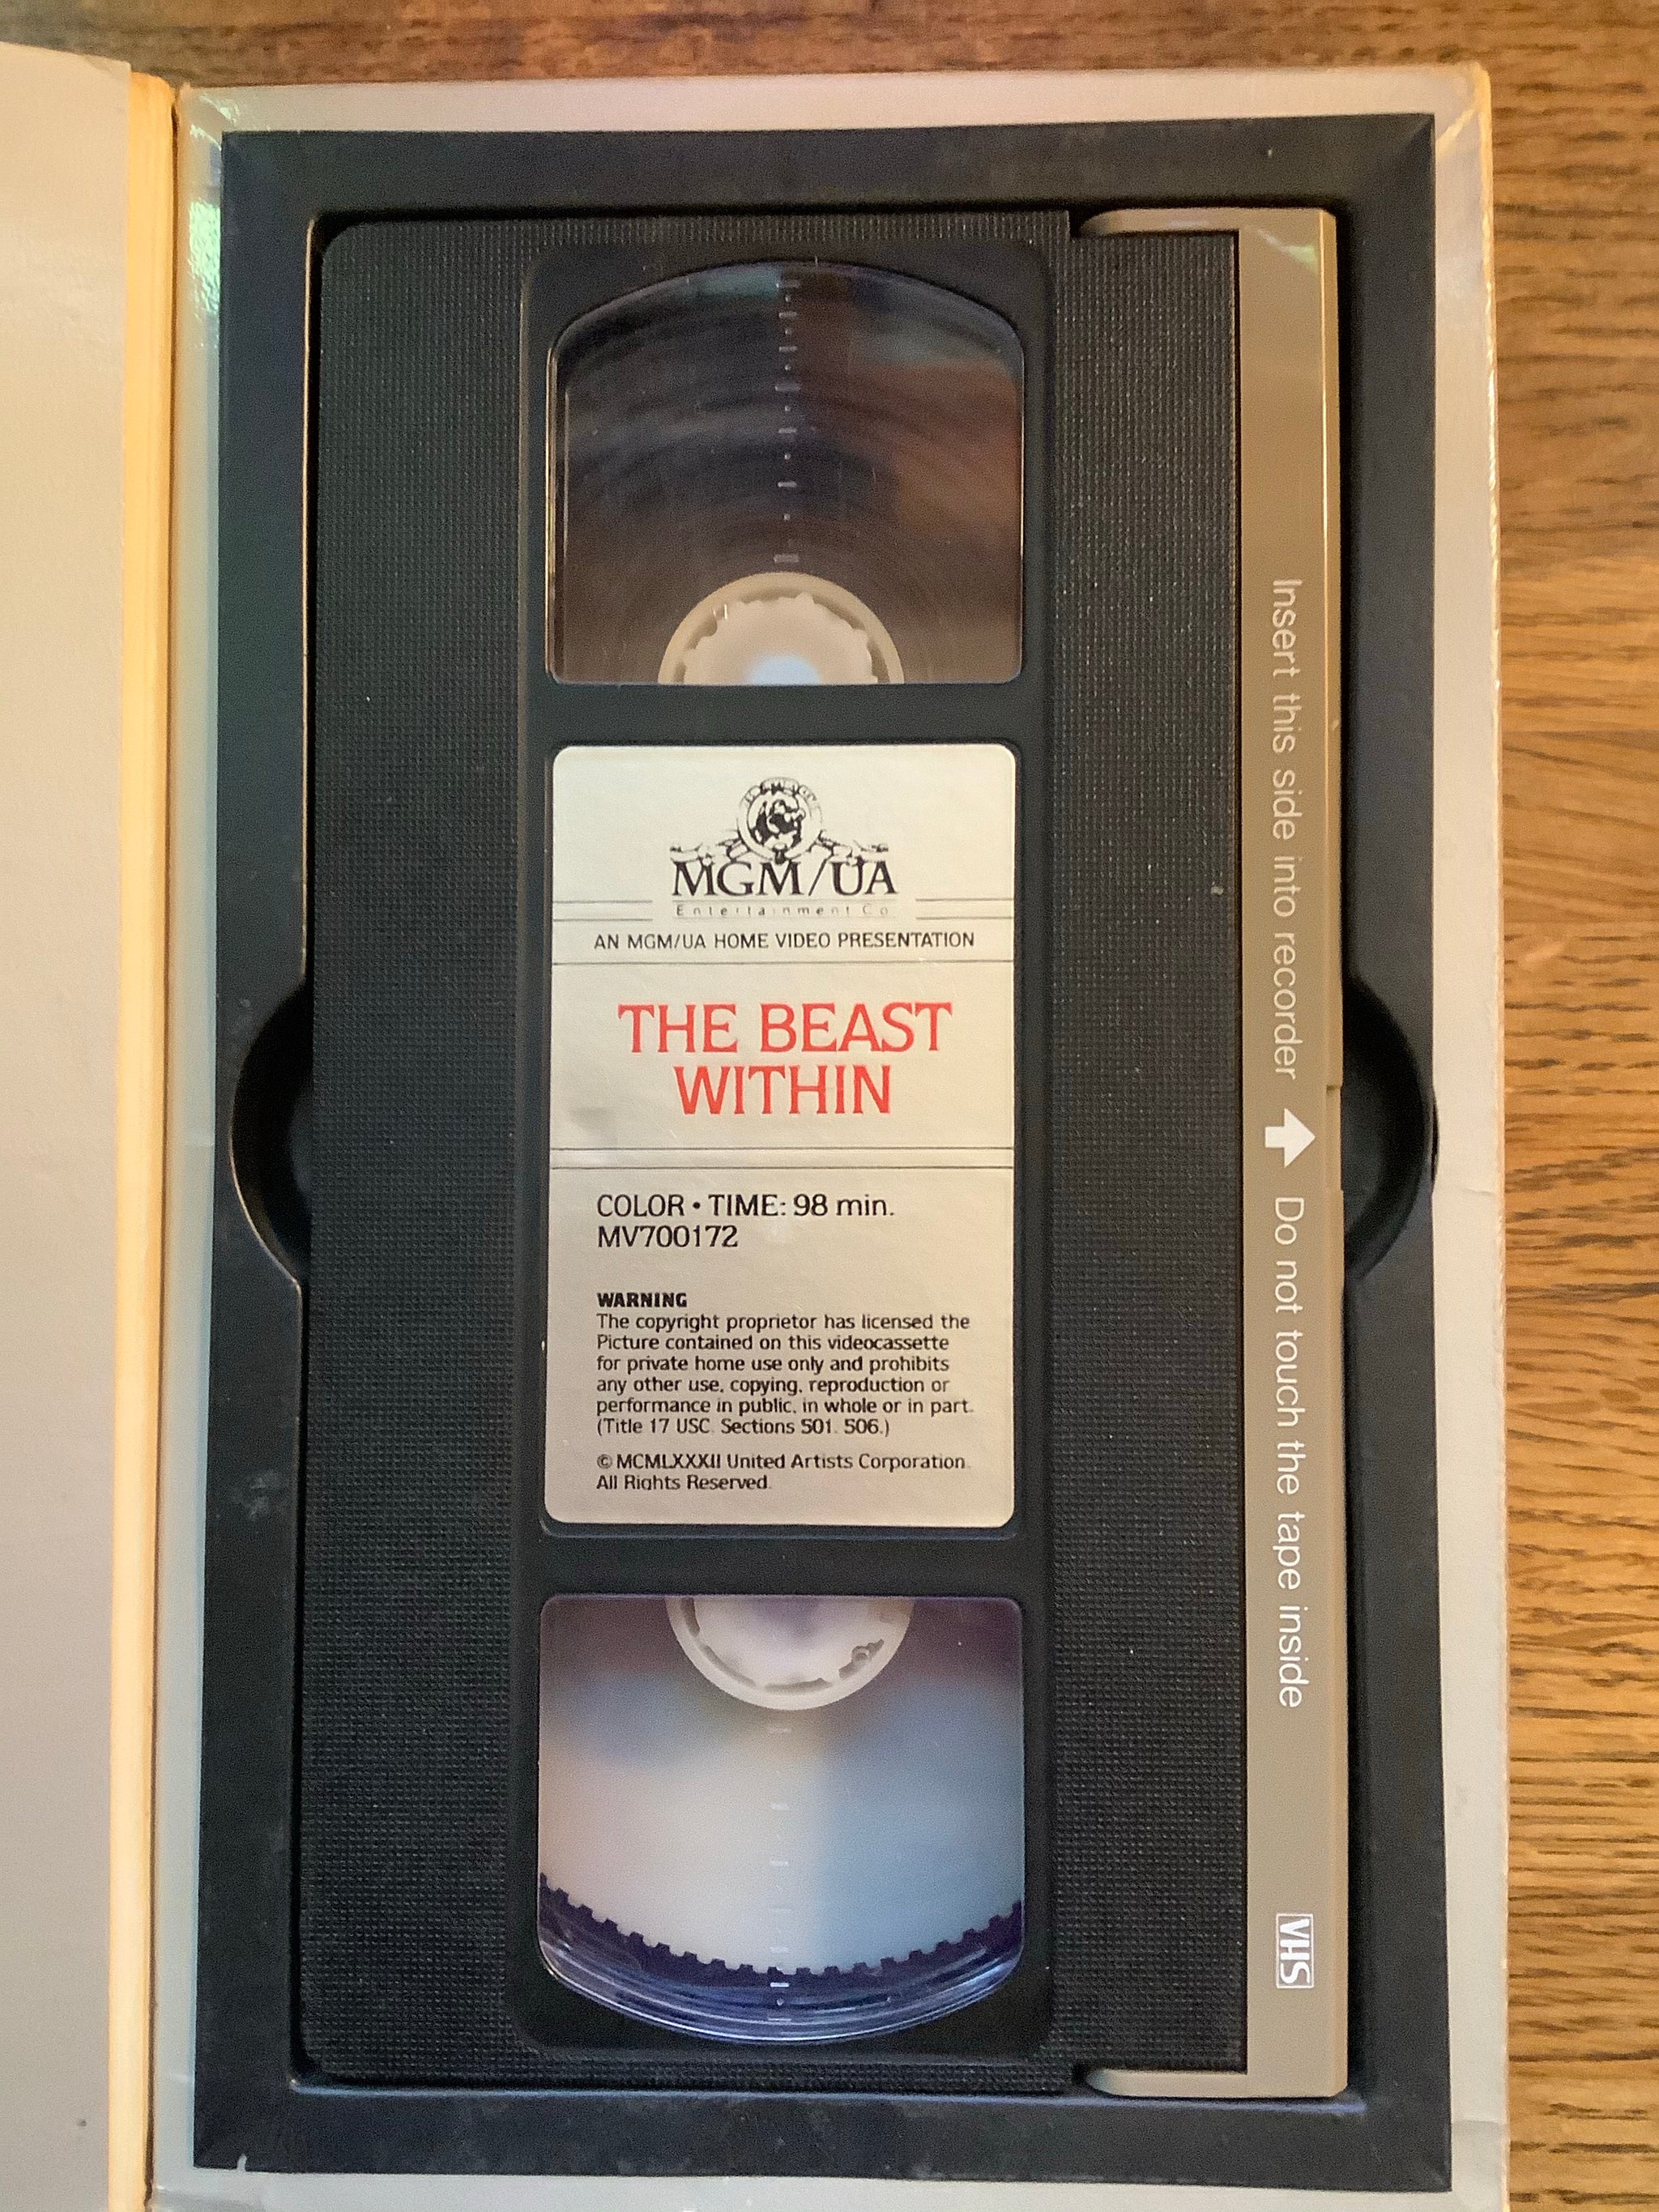 MGM/UA
Entertainment Co.
AN MGM/UA HOME VIDEO PRESENTATION
THE BEAST
WITHIN
COLOR • TIME: 98 min.
MV700172
WARNING
The copyright proprietor has licensed the
Picture contained on this videocassette
for private home use only and prohibits
any other use, copying, reproduction or
performance in public, in whole or in part.
(Title 17 USC. Sections 501. 506.)
© MCMLXXXII United Artists Corporation.
All Rights Reserved.
Insert this side into recorder Do not touch the tape inside
VHS